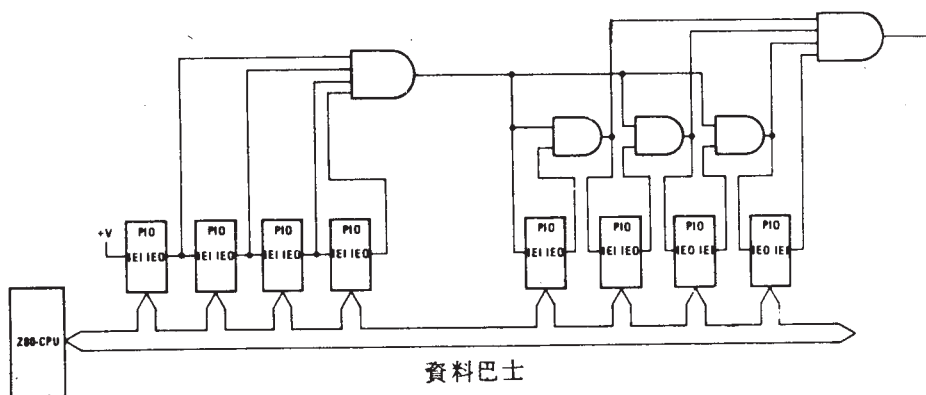 PIO PIO PIO PIO PIO PIO PIO PIO
+V
IEI IEO IEI IEO IEI IEO IEI IEO IEI IEO IEI IEO IEO IEI IEO IEI
Z80-CPU
資料巴士